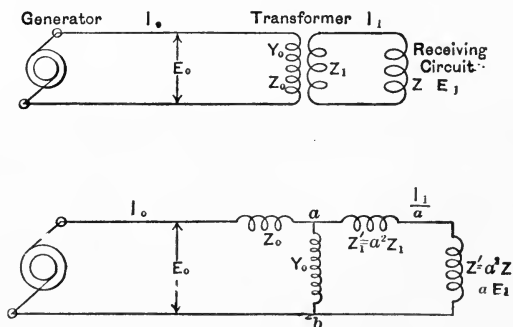 Generator I₀ Transformer I₁
E₀ Y₀ Z₀ Z₁ Receiving
Circuit
Z E₁
I₀ Z₀ a Z₁′=a²Z₁ I₁/a
E₀ Y₀ Z′=a²Z
a E₁
b